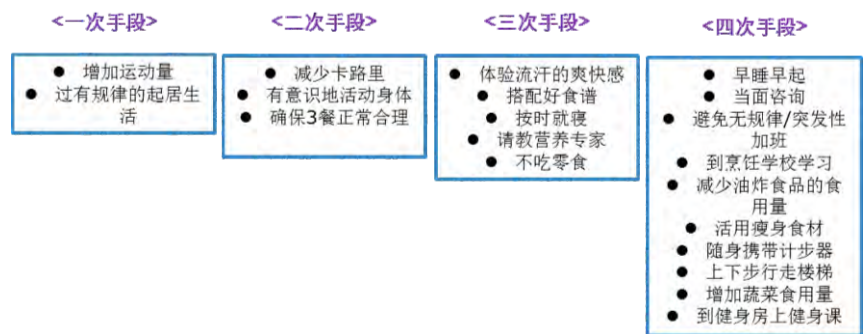 <一次手段>
● 增加运动量
● 过有规律的起居生
活
<二次手段>
● 减少卡路里
● 有意识地活动身体
● 确保3餐正常合理
<三次手段>
● 体验流汗的爽快感
● 搭配好食谱
● 按时就寝
● 请教营养专家
● 不吃零食
<四次手段>
● 早睡早起
● 当面咨询
● 避免无规律/突发性
加班
● 到烹饪学校学习
● 减少油炸食品的食
用量
● 活用瘦身食材
● 随身携带计步器
● 上下步行走楼梯
● 增加蔬菜食用量
● 到健身房上健身课